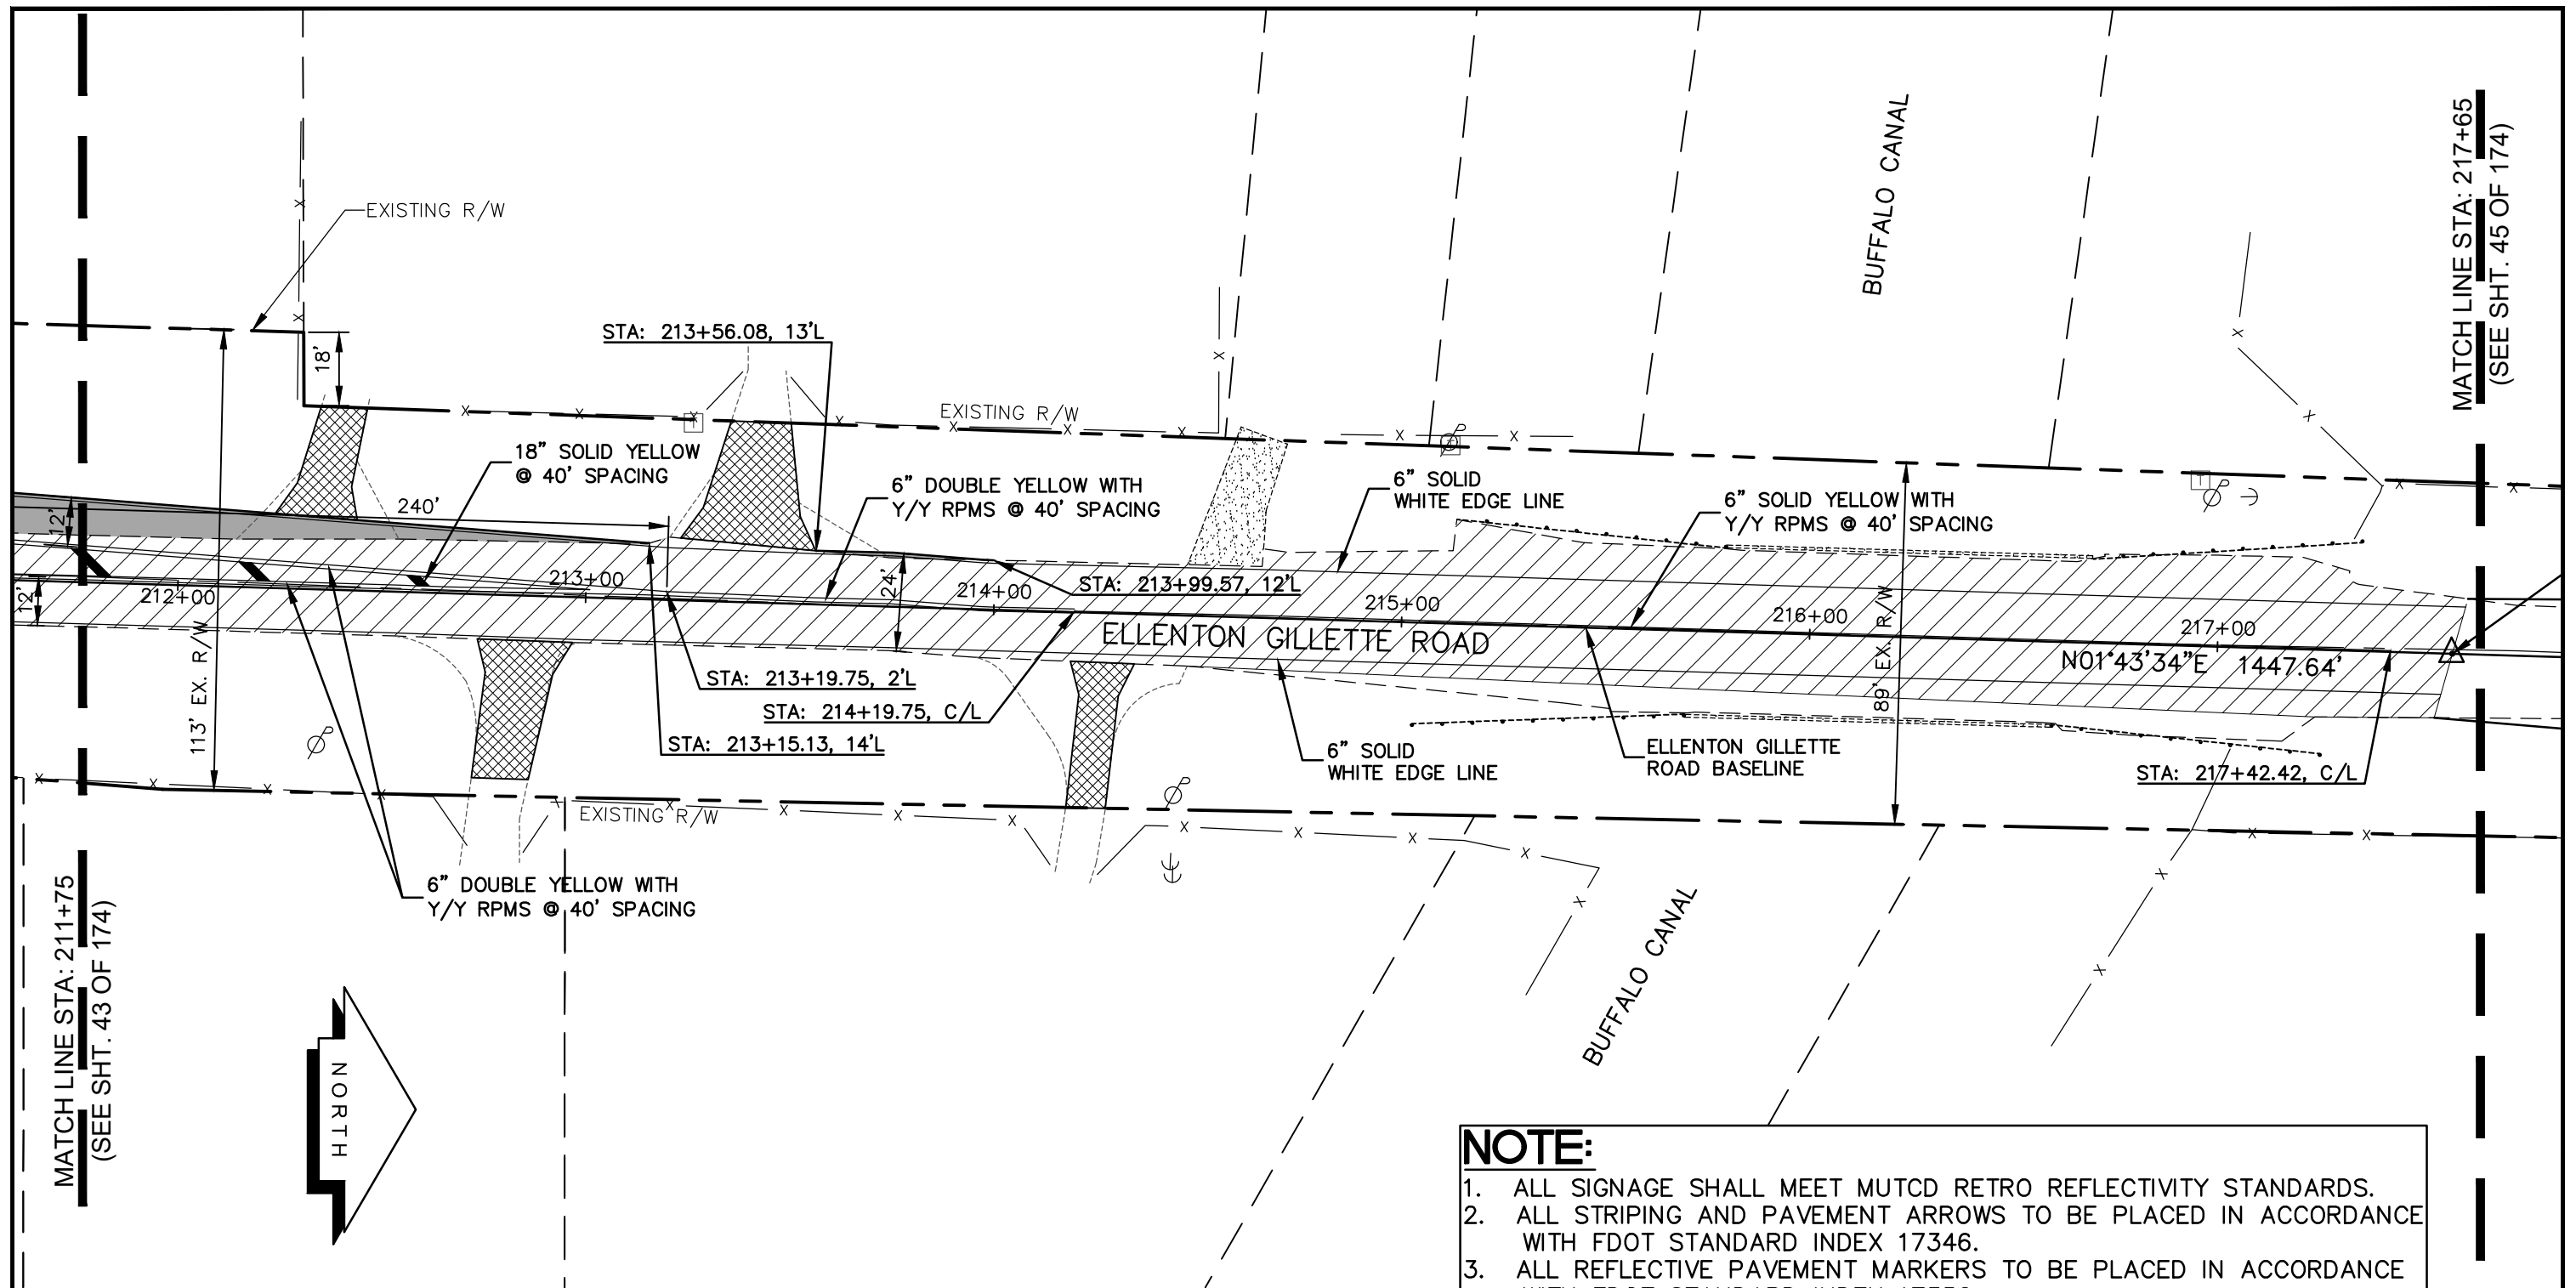 EXISTING R/W
BUFFALO CANAL
MATCH LINE STA: 217+65
(SEE SHT. 45 OF 174)
STA: 213+56.08, 13'L
18'
EXISTING R/W
18" SOLID YELLOW
@ 40' SPACING
240'
6" DOUBLE YELLOW WITH
Y/Y RPMS @ 40' SPACING
6" SOLID
WHITE EDGE LINE
6" SOLID YELLOW WITH
Y/Y RPMS @ 40' SPACING
12'
12'
24'
212+00
213+00
214+00
215+00
216+00
217+00
STA: 213+99.57, 12'L
ELLENTON GILLETTE ROAD
N01°43'34"E 1447.64'
113' EX. R/W
89' EX. R/W
STA: 213+19.75, 2'L
STA: 214+19.75, C/L
STA: 213+15.13, 14'L
6" SOLID
WHITE EDGE LINE
ELLENTON GILLETTE
ROAD BASELINE
STA: 217+42.42, C/L
EXISTING R/W
6" DOUBLE YELLOW WITH
Y/Y RPMS @ 40' SPACING
MATCH LINE STA: 211+75
(SEE SHT. 43 OF 174)
BUFFALO CANAL
NORTH
NOTE:
1. ALL SIGNAGE SHALL MEET MUTCD RETRO REFLECTIVITY STANDARDS.
2. ALL STRIPING AND PAVEMENT ARROWS TO BE PLACED IN ACCORDANCE
WITH FDOT STANDARD INDEX 17346.
3. ALL REFLECTIVE PAVEMENT MARKERS TO BE PLACED IN ACCORDANCE